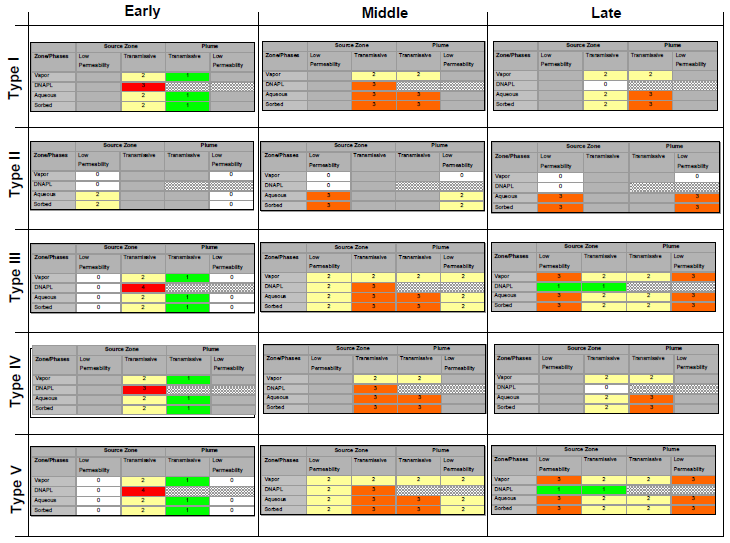 Early Middle Late
Type I
Source Zone Plume
Zone/Phases Low Permeability Transmissive Transmissive Low Permeability
Vapor 2 1
DNAPL
Aqueous 2 1
Sorbed 2 1
Source Zone Plume
Zone/Phases Low Permeability Transmissive Transmissive Low Permeability
Vapor 2 2
DNAPL 3
Aqueous 3 3
Sorbed 3 3
Source Zone Plume
Zone/Phases Low Permeability Transmissive Transmissive Low Permeability
Vapor 2 2
DNAPL 0
Aqueous 2 3
Sorbed 2 3
Type II
Source Zone Plume
Zone/Phases Low Permeability Transmissive Transmissive Low Permeability
Vapor 0 0
DNAPL 0
Aqueous 2 0
Sorbed 2 0
Source Zone Plume
Zone/Phases Low Permeability Transmissive Transmissive Low Permeability
Vapor 0 0
DNAPL 0
Aqueous 3 2
Sorbed 3 2
Source Zone Plume
Zone/Phases Low Permeability Transmissive Transmissive Low Permeability
Vapor 0 0
DNAPL 0
Aqueous 3 3
Sorbed 3 3
Type III
Source Zone Plume
Zone/Phases Low Permeability Transmissive Transmissive Low Permeability
Vapor 0 2 1 0
DNAPL 0
Aqueous 0 2 1 0
Sorbed 0 2 1 0
Source Zone Plume
Zone/Phases Low Permeability Transmissive Transmissive Low Permeability
Vapor 2 2 2 2
DNAPL 2 3
Aqueous 2 3 3 2
Sorbed 2 3 3 2
Source Zone Plume
Zone/Phases Low Permeability Transmissive Transmissive Low Permeability
Vapor 3 2 2 3
DNAPL 1 1
Aqueous 3 2 2 3
Sorbed 3 2 2 3
Type IV
Source Zone Plume
Zone/Phases Low Permeability Transmissive Transmissive Low Permeability
Vapor 2 1
DNAPL
Aqueous 2 1
Sorbed 2 1
Source Zone Plume
Zone/Phases Low Permeability Transmissive Transmissive Low Permeability
Vapor 2 2
DNAPL 3
Aqueous 3 3
Sorbed 3 3
Source Zone Plume
Zone/Phases Low Permeability Transmissive Transmissive Low Permeability
Vapor 2 2
DNAPL 0
Aqueous 2 3
Sorbed 2 3
Type V
Source Zone Plume
Zone/Phases Low Permeability Transmissive Transmissive Low Permeability
Vapor 0 2 1 0
DNAPL 0
Aqueous 0 2 1 0
Sorbed 0 2 1 0
Source Zone Plume
Zone/Phases Low Permeability Transmissive Transmissive Low Permeability
Vapor 2 2 2 2
DNAPL 2 3
Aqueous 2 3 3 2
Sorbed 2 3 3 2
Source Zone Plume
Zone/Phases Low Permeability Transmissive Transmissive Low Permeability
Vapor 3 2 2 3
DNAPL 1 1
Aqueous 3 2 2 3
Sorbed 3 2 2 3